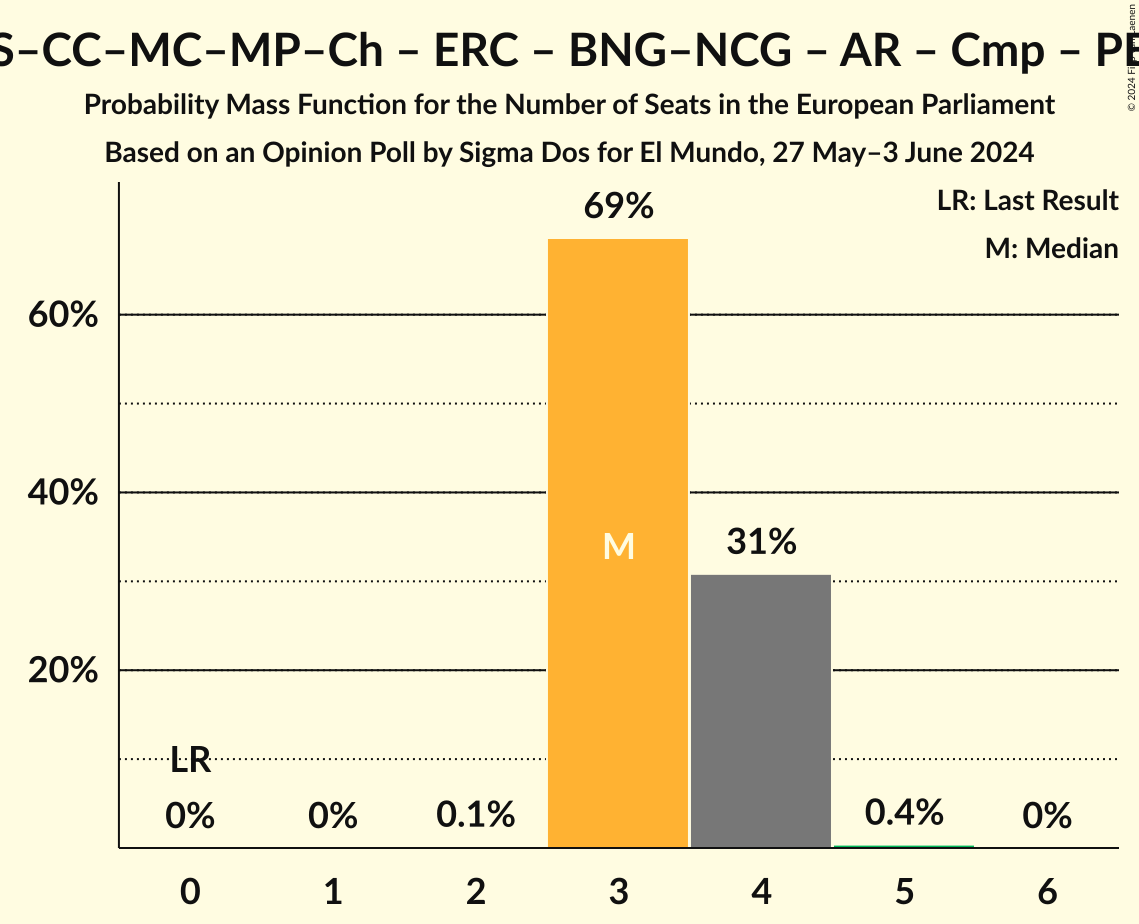 S–CC–MC–MP–Ch – ERC – BNG–NCG – AR – Cmp –
Probability Mass Function for the Number of Seats in the European Parliament
Based on an Opinion Poll by Sigma Dos for El Mundo, 27 May–3 June 2024
LR: Last Result
M: Median
69%
60%
M
31%
40%
20%
LR
0% 0% 0.1% 0.4% 0%
0 1 2 3 4 5 6
© 2024